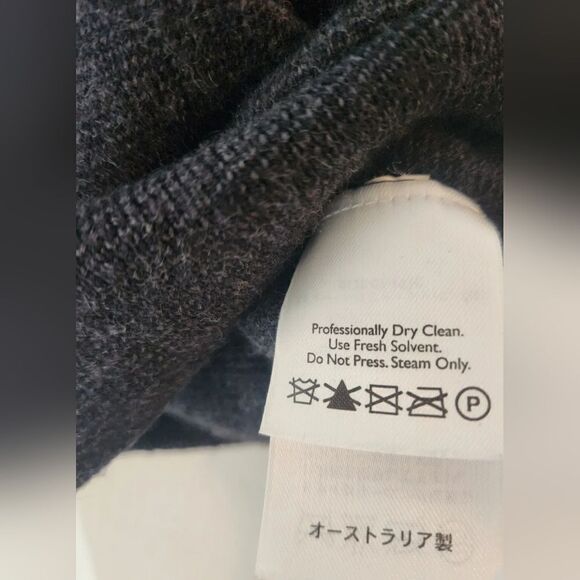 Professionally Dry Clean.
Use Fresh Solvent.
Do Not Press. Steam Only.
P
オーストラリア製